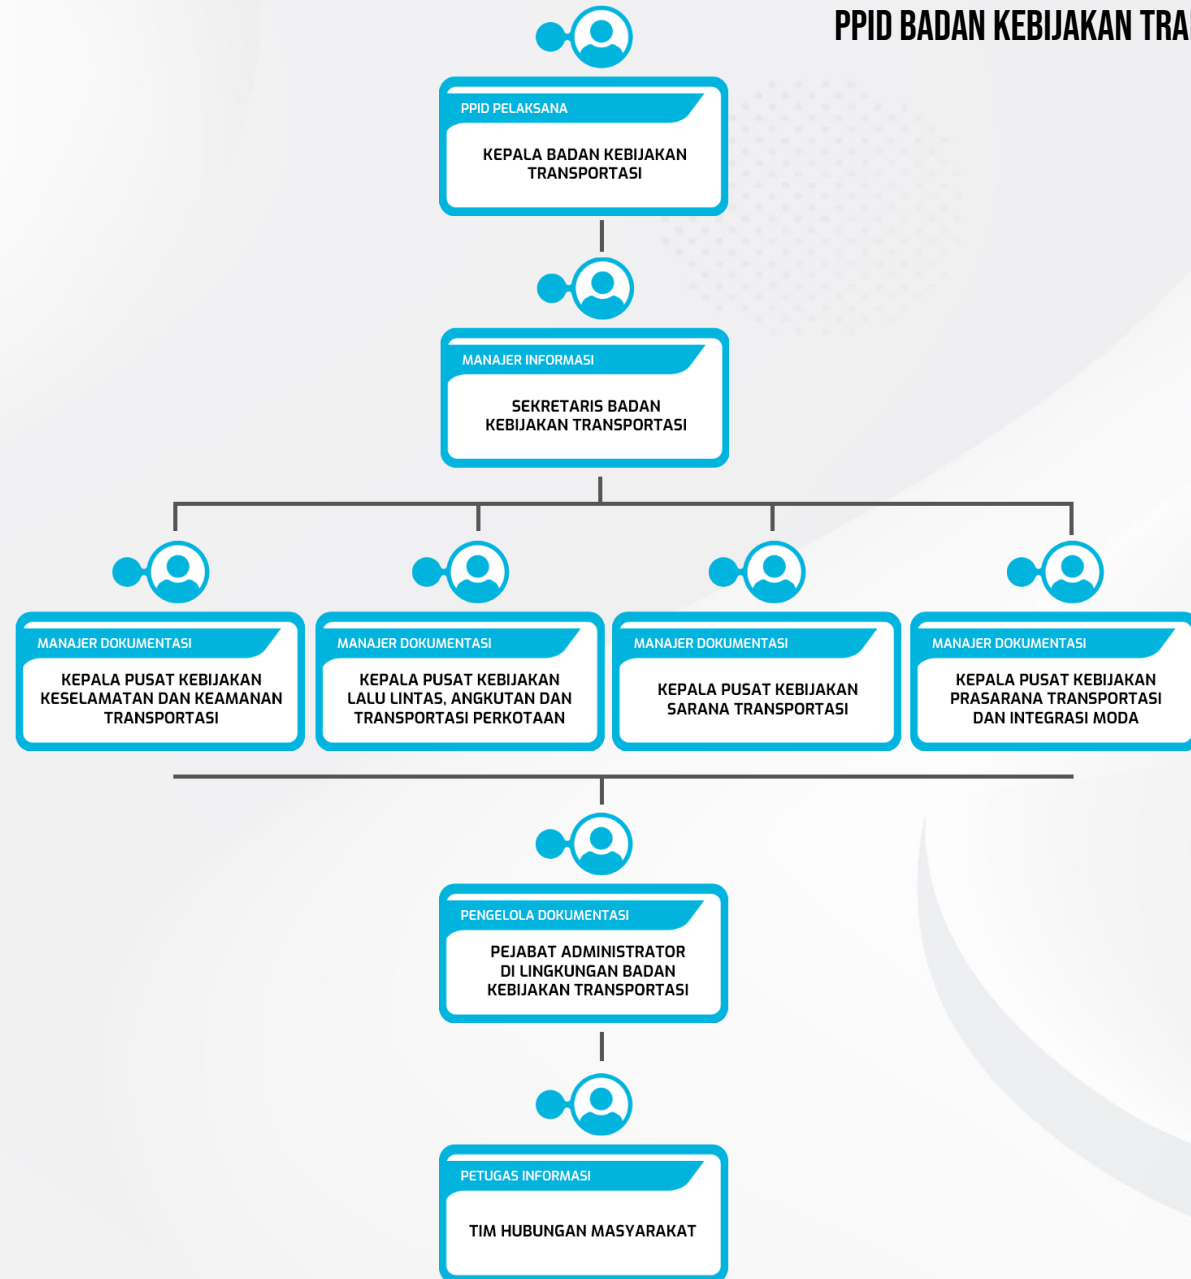 PPID BADAN KEBIJAKAN
PPID PELAKSANA
KEPALA BADAN KEBIJAKAN
TRANSPORTASI
MANAJER INFORMASI
SEKRETARIS BADAN
KEBIJAKAN TRANSPORTASI
MANAJER DOKUMENTASI
KEPALA PUSAT KEBIJAKAN
KESELAMATAN DAN KEAMANAN
TRANSPORTASI
MANAJER DOKUMENTASI
KEPALA PUSAT KEBIJAKAN
LALU LINTAS, ANGKUTAN DAN
TRANSPORTASI PERKOTAAN
MANAJER DOKUMENTASI
KEPALA PUSAT KEBIJAKAN
SARANA TRANSPORTASI
MANAJER DOKUMENTASI
KEPALA PUSAT KEBIJAKAN
PRASARANA TRANSPORTASI
DAN INTEGRASI MODA
PENGELOLA DOKUMENTASI
PEJABAT ADMINISTRATOR
DI LINGKUNGAN BADAN
KEBIJAKAN TRANSPORTASI
PETUGAS INFORMASI
TIM HUBUNGAN MASYARAKAT